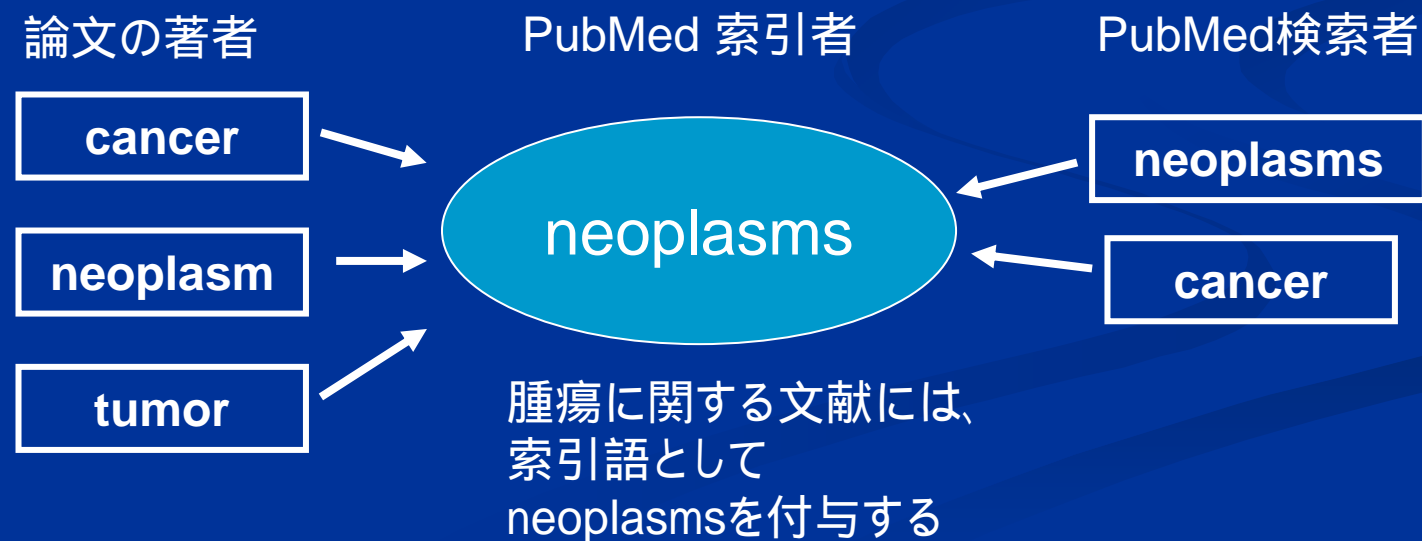 論文の著者
PubMed 索引者
PubMed検索者
cancer
neoplasm
tumor
neoplasms
neoplasms
cancer
腫瘍に関する文献には、
索引語として
neoplasmsを付与する